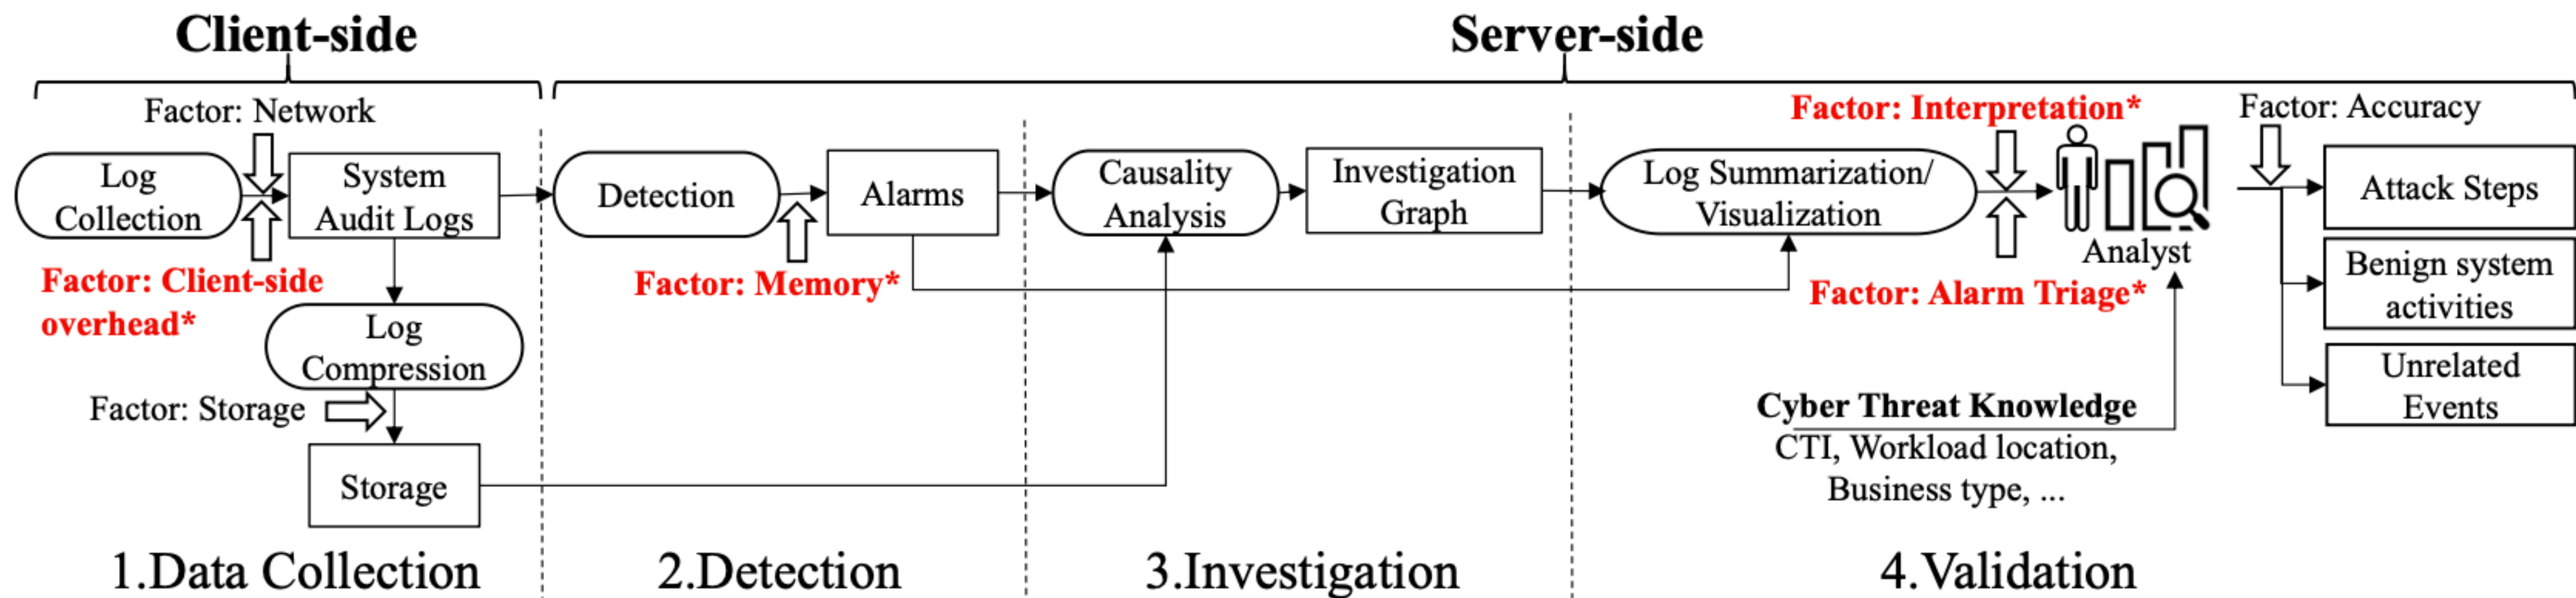 Client-side
Server-side
Factor: Network
Log
Collection
System
Audit Logs
Factor: Client-side
overhead*
Log
Compression
Factor: Storage
Storage
1.Data Collection
Detection
Alarms
Factor: Memory*
2.Detection
Causality
Analysis
Investigation
Graph
3.Investigation
Log Summarization/
Visualization
Factor: Interpretation*
Factor: Alarm Triage*
Analyst
Cyber Threat Knowledge
CTI, Workload location,
Business type, ...
Factor: Accuracy
Attack Steps
Benign system
activities
Unrelated
Events
4.Validation